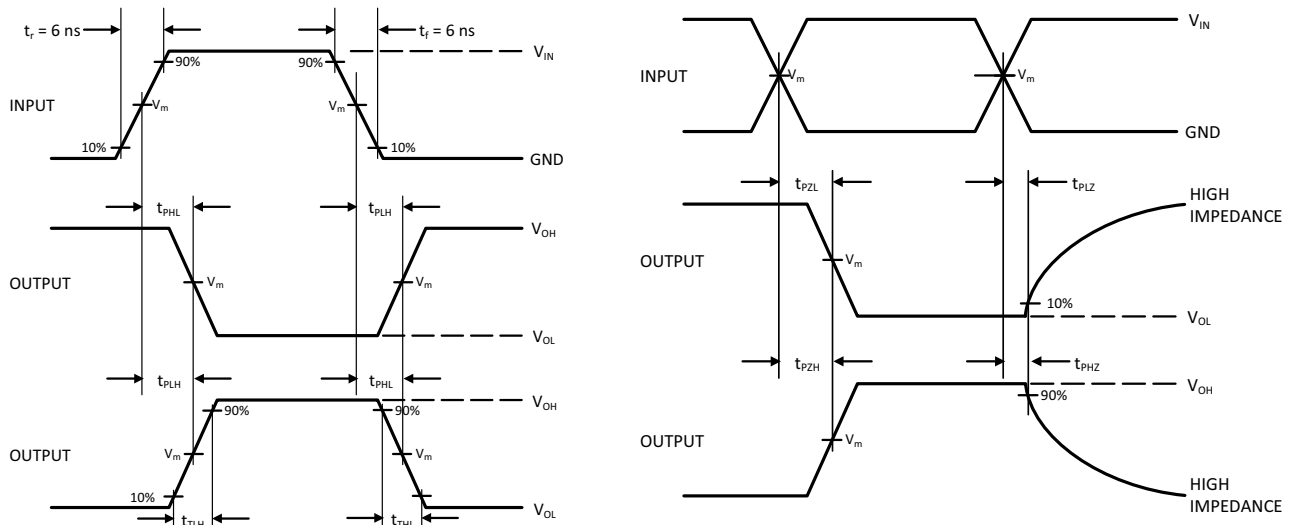 t_r = 6 ns
t_f = 6 ns
V_IN
90%
90%
INPUT
V_m
V_m
10%
10%
GND
t_PHL
t_PLH
V_OH
OUTPUT
V_m
V_m
V_OL
t_PLH
t_PHL
V_OH
90%
90%
OUTPUT
V_m
V_m
10%
V_OL
t_TLH
t_THL
V_IN
INPUT
V_m
V_m
GND
t_PZL
t_PLZ
HIGH
IMPEDANCE
OUTPUT
V_m
10%
V_OL
t_PZH
t_PHZ
V_OH
90%
OUTPUT
V_m
HIGH
IMPEDANCE